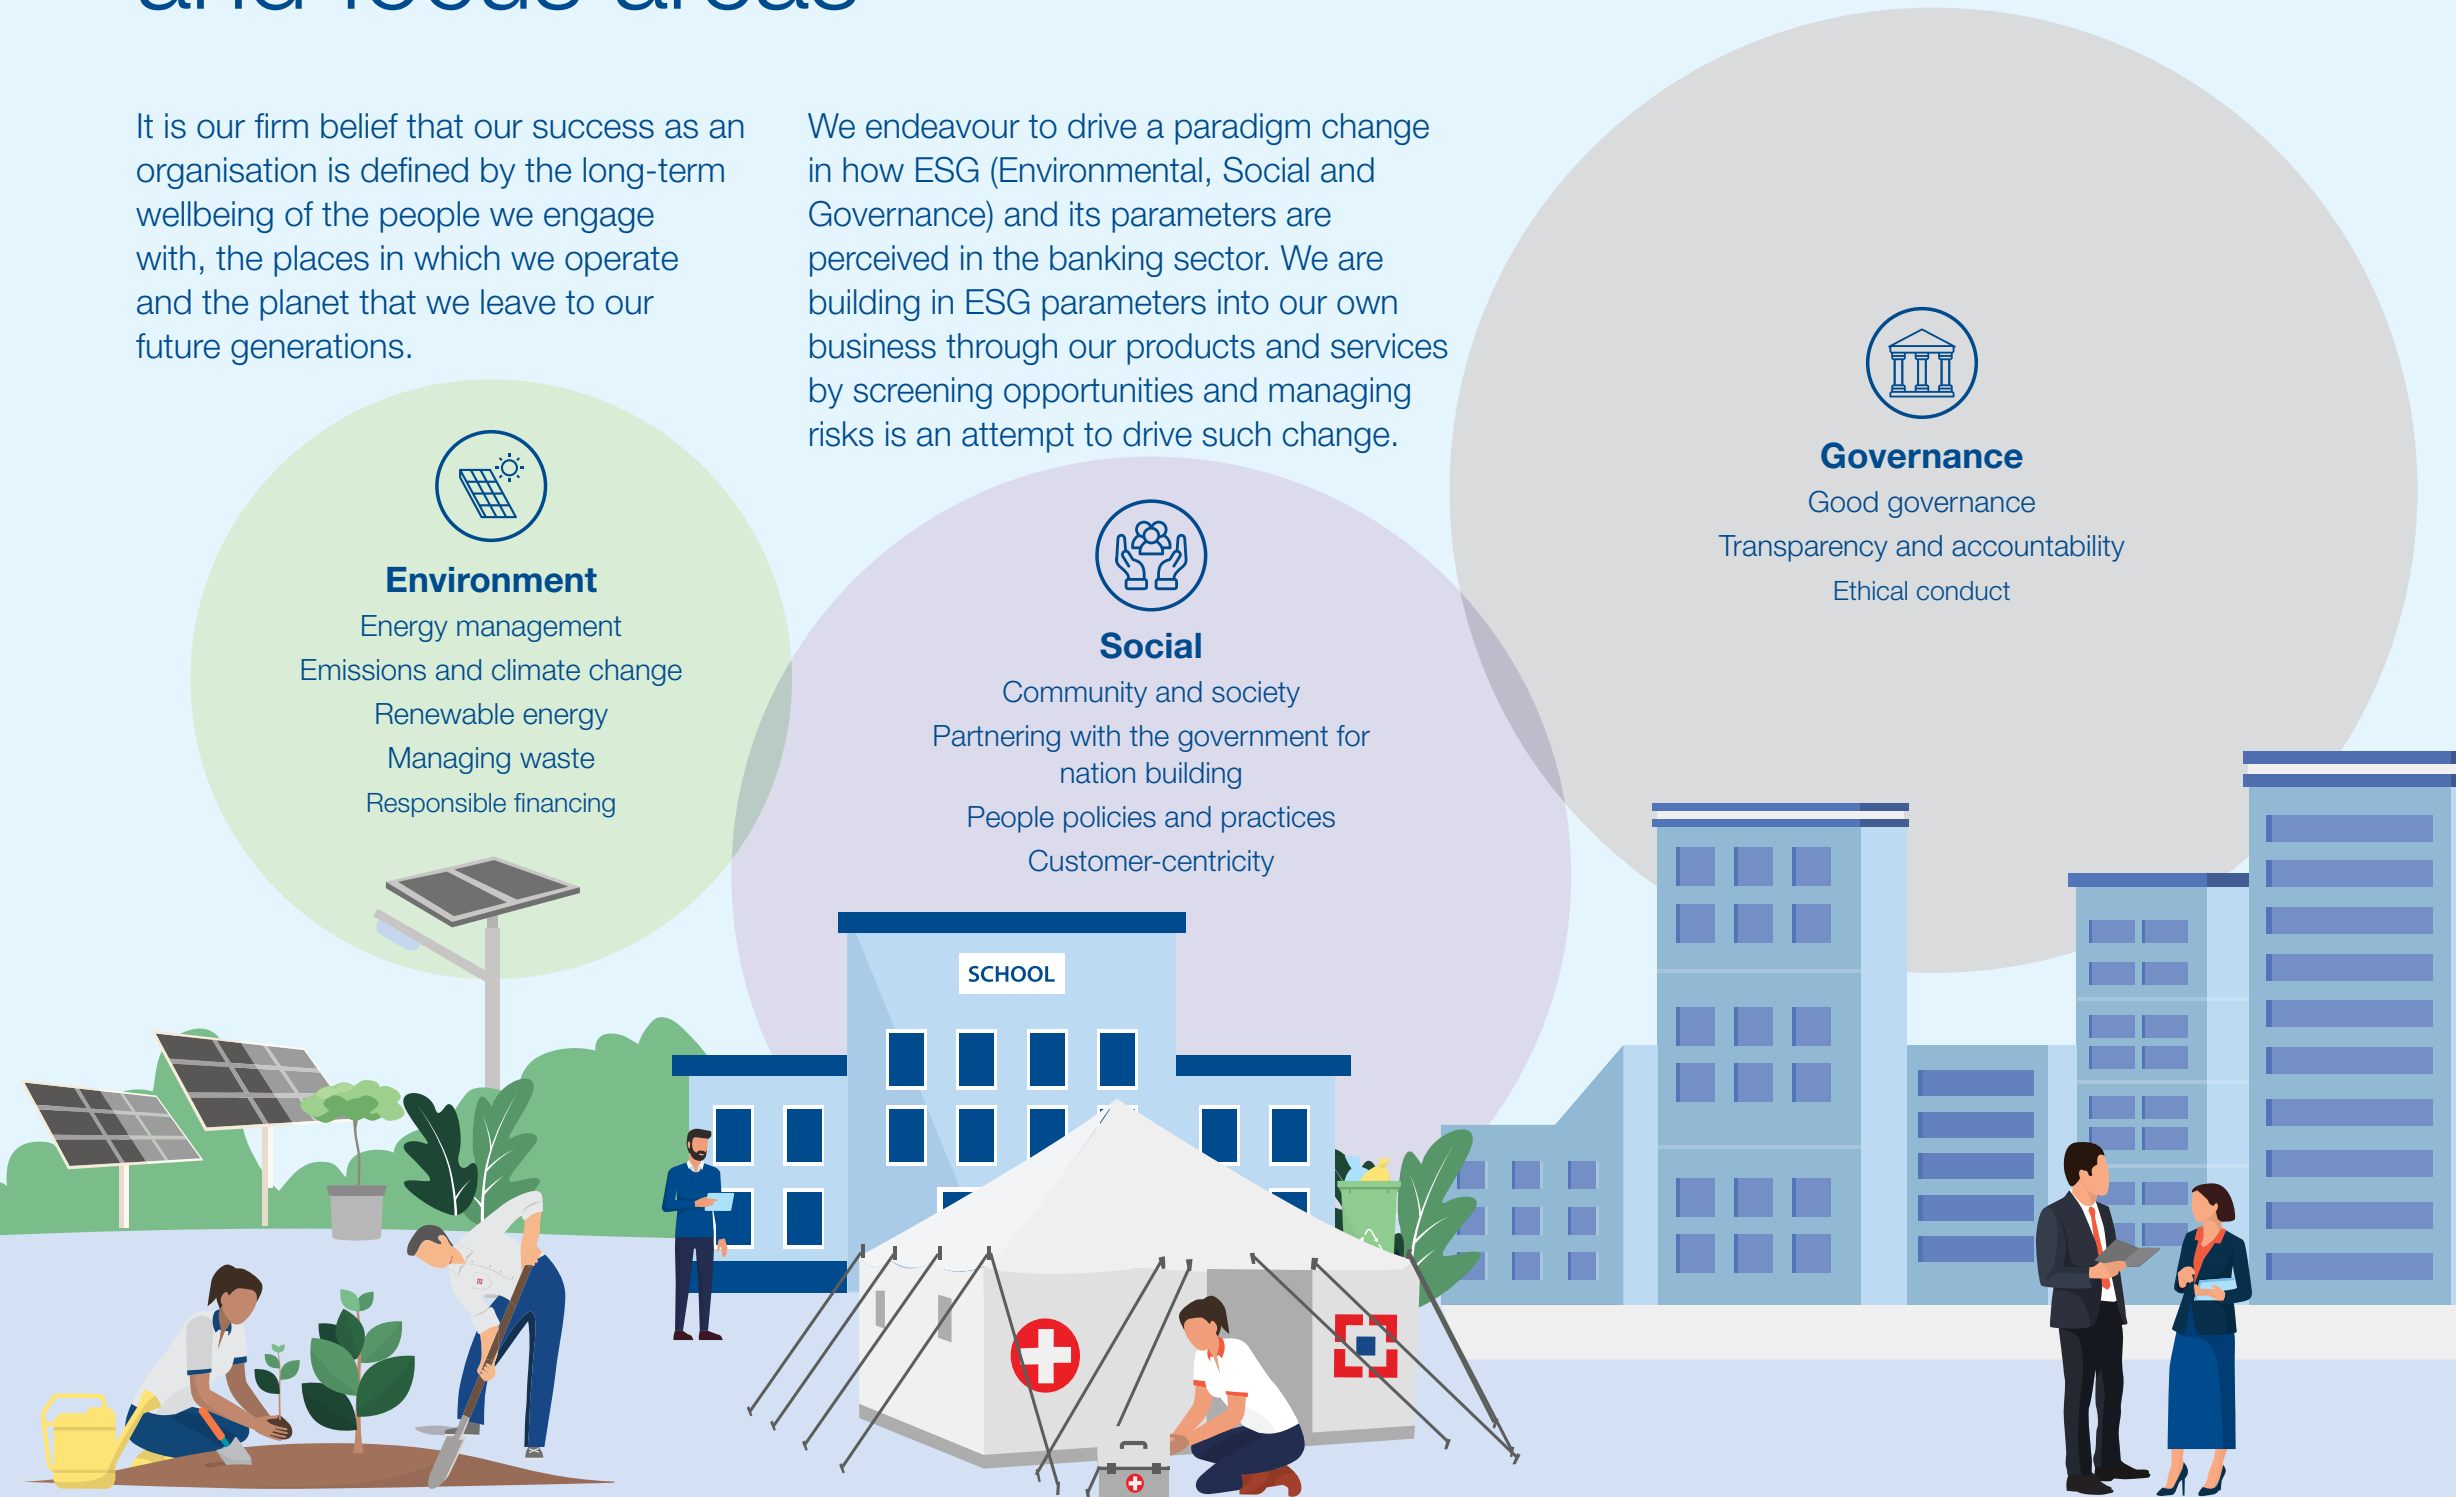 and focus areas
It is our firm belief that our success as an
organisation is defined by the long-term
wellbeing of the people we engage
with, the places in which we operate
and the planet that we leave to our
future generations.
We endeavour to drive a paradigm change
in how ESG (Environmental, Social and
Governance) and its parameters are
perceived in the banking sector. We are
building in ESG parameters into our own
business through our products and services
by screening opportunities and managing
risks is an attempt to drive such change.
Environment
Energy management
Emissions and climate change
Renewable energy
Managing waste
Responsible financing
Social
Community and society
Partnering with the government for
nation building
People policies and practices
Customer-centricity
Governance
Good governance
Transparency and accountability
Ethical conduct
SCHOOL